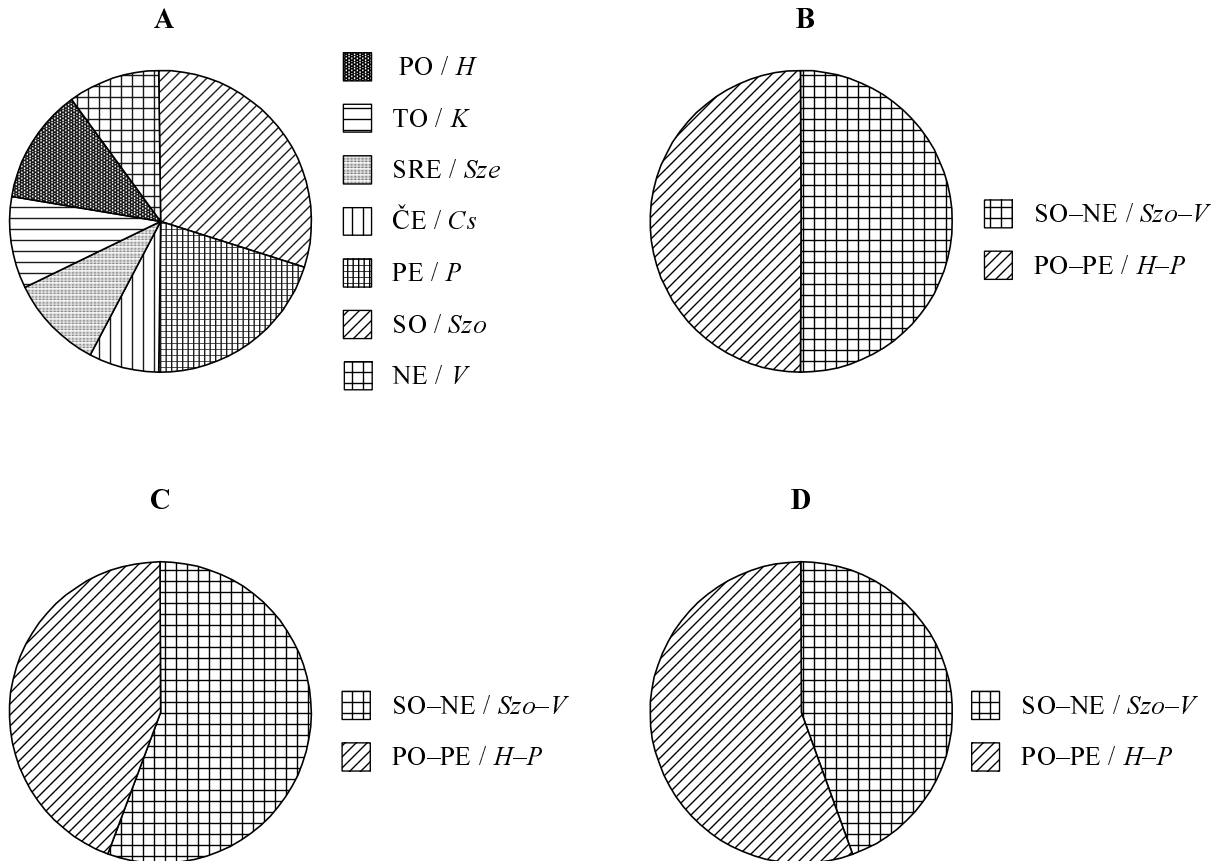 A
PO / H
TO / K
SRE / Sze
ČE / Cs
PE / P
SO / Szo
NE / V
B
SO–NE / Szo–V
PO–PE / H–P
C
SO–NE / Szo–V
PO–PE / H–P
D
SO–NE / Szo–V
PO–PE / H–P